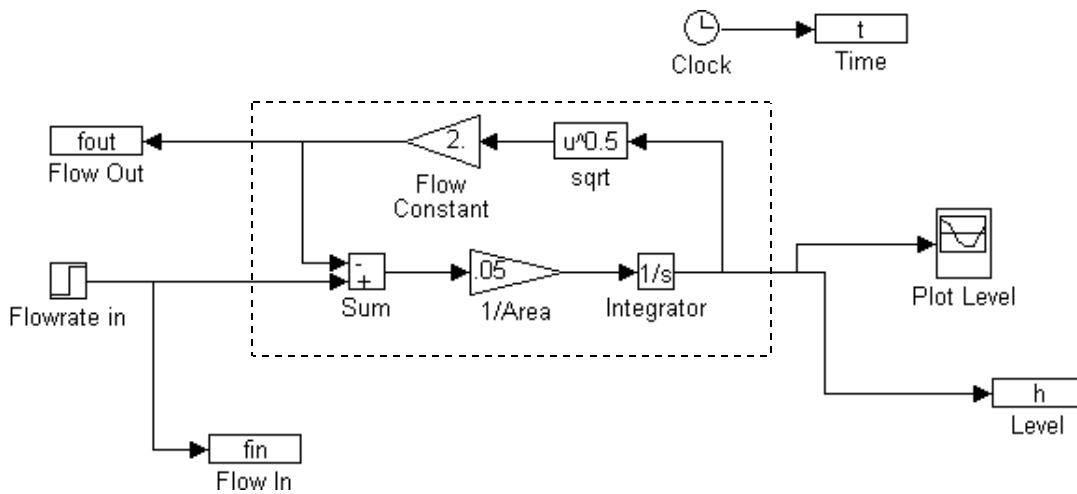 t
Clock
Time
fout
2.
u^0.5
Flow Out
sqrt
Flow
Constant
-
+
.05
1/s
Flowrate in
Sum
1/Area
Integrator
Plot Level
h
Level
fin
Flow In